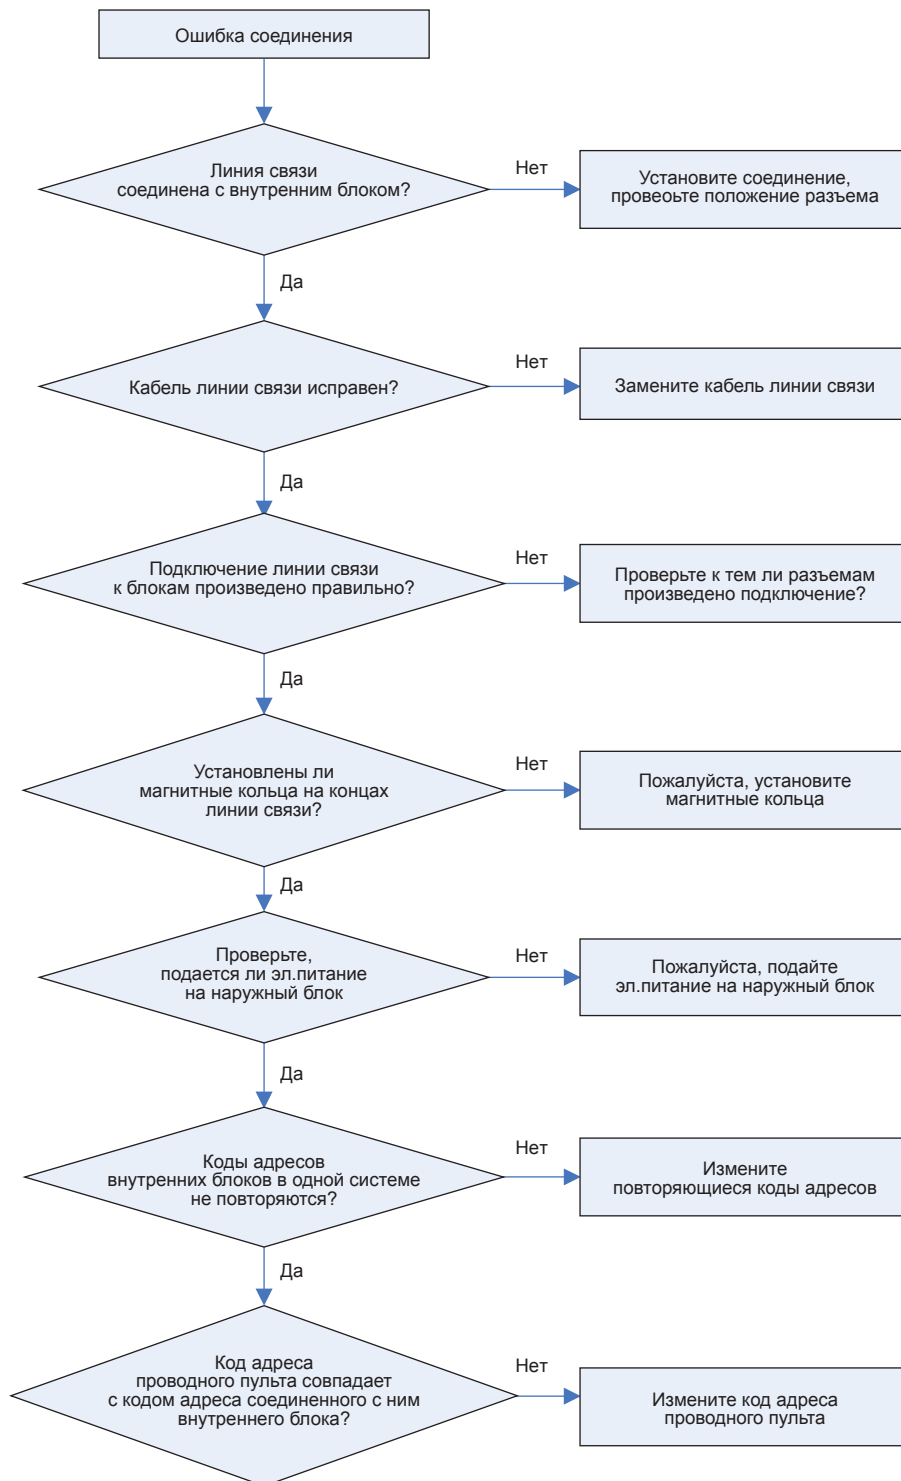 Ошибка соединения
Линия связи
соединена с внутренним блоком?
Нет
Установите соединение,
провеоьте положение разъема
Да
Кабель линии связи исправен?
Нет
Замените кабель линии связи
Да
Подключение линии связи
к блокам произведено правильно?
Нет
Проверьте к тем ли разъемам
произведено подключение?
Да
Установлены ли
магнитные кольца на концах
линии связи?
Нет
Пожалуйста, установите
магнитные кольца
Да
Проверьте,
подается ли эл.питание
на наружный блок
Нет
Пожалуйста, подайте
эл.питание на наружный блок
Да
Коды адресов
внутренних блоков в одной системе
не повторяются?
Нет
Измените
повторяющиеся коды адресов
Да
Код адреса
проводного пульта совпадает
с кодом адреса соединенного с ним
внутреннего блока?
Нет
Измените код адреса
проводного пульта